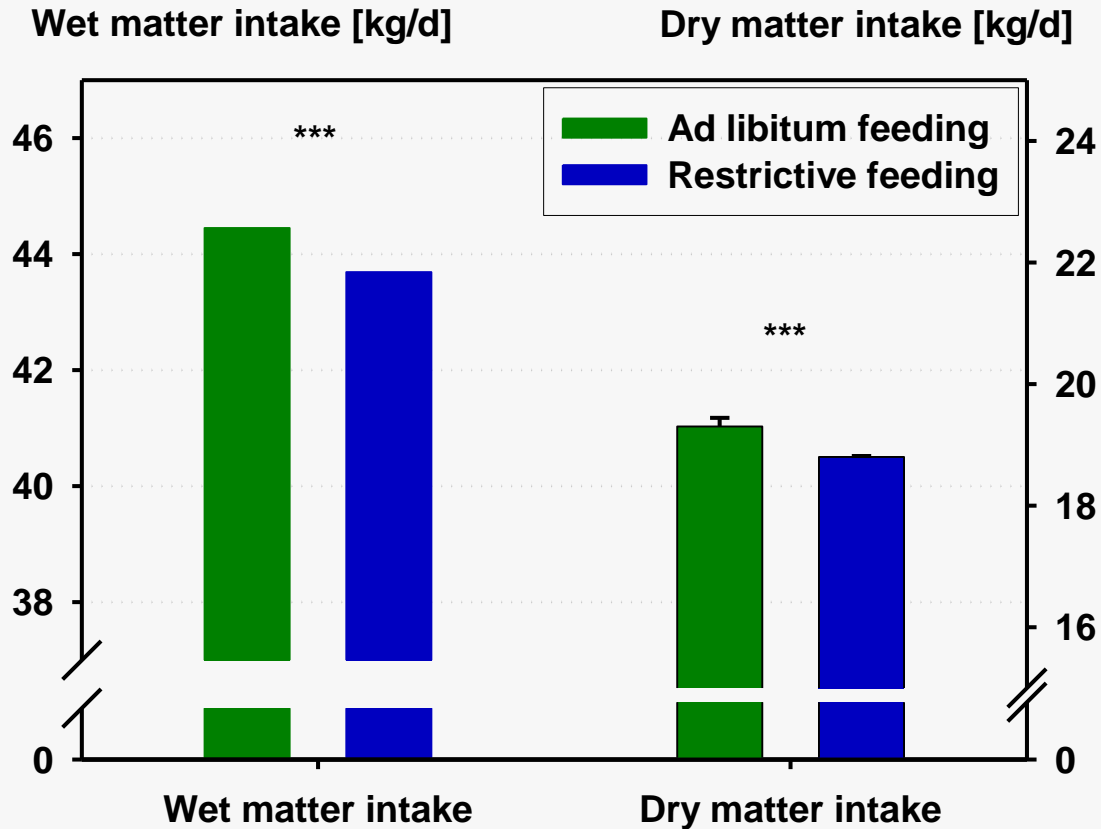 Wet matter intake [kg/d]
Dry matter intake [kg/d]
46
44
42
40
38
0
***
***
Ad libitum feeding
Restrictive feeding
24
22
20
18
16
0
Wet matter intake
Dry matter intake